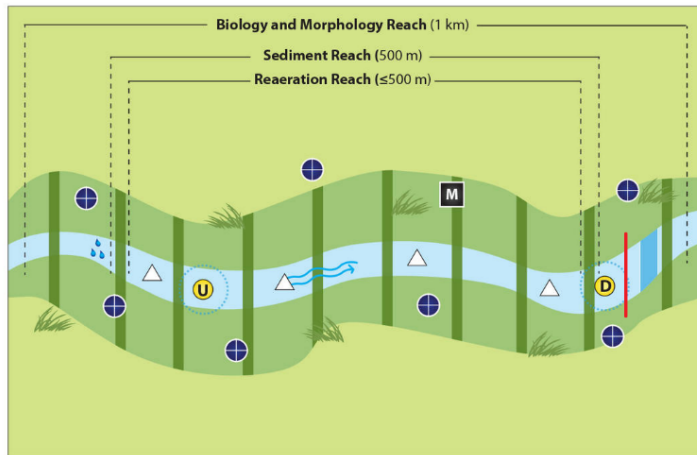 Biology and Morphology Reach (1 km)
Sediment Reach (500 m)
Reaeration Reach (≤500 m)
M
U
D